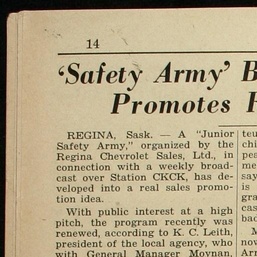 14
'Safety Army' B
Promotes
REGINA, Sask. — A "Junior
Safety Army," organized by the
Regina Chevrolet Sales, Ltd., in
connection with a weekly broad-
cast over Station CKCK, has de-
veloped into a real sales promo-
tion idea.
With public interest at a high
pitch, the program recently was
renewed, according to K. C. Leith,
president of the local agency, who
with General Manager Moynan,
teu
chi
pea
me
say
is
gra
cas
bac
M
nov
Arr